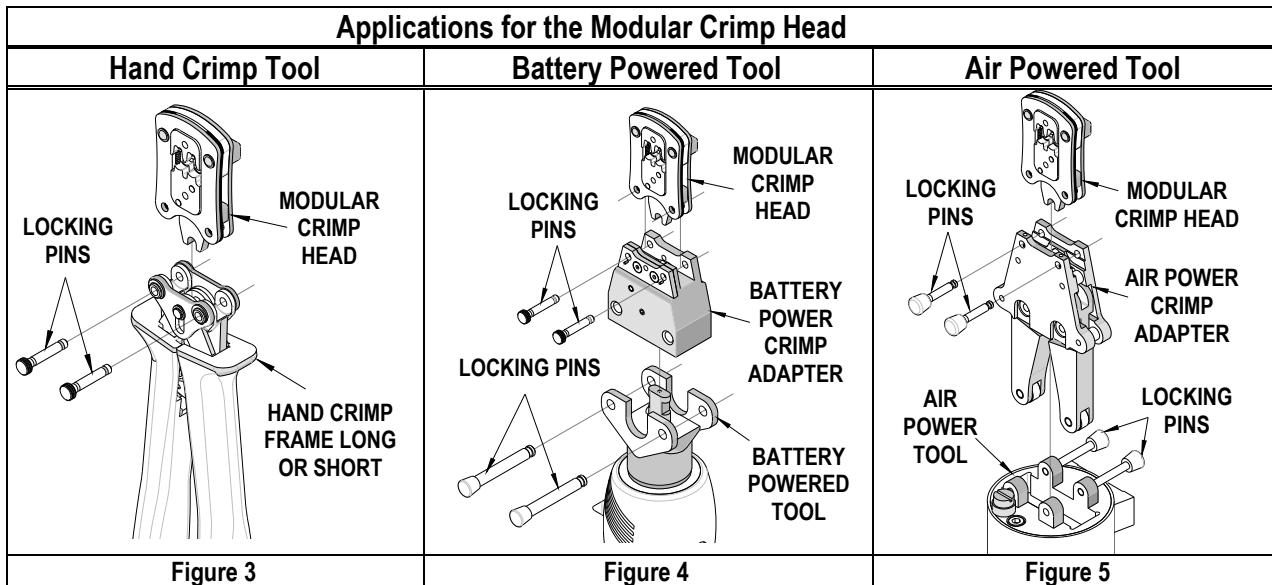 Applications for the Modular Crimp Head
Hand Crimp Tool
Battery Powered Tool
Air Powered Tool
LOCKING
PINS
MODULAR
CRIMP
HEAD
HAND CRIMP
FRAME LONG
OR SHORT
LOCKING
PINS
MODULAR
CRIMP
HEAD
BATTERY
POWER
CRIMP
ADAPTER
LOCKING PINS
BATTERY
POWERED
TOOL
LOCKING
PINS
MODULAR
CRIMP HEAD
AIR POWER
CRIMP
ADAPTER
AIR
POWER
TOOL
LOCKING
PINS
Figure 3
Figure 4
Figure 5